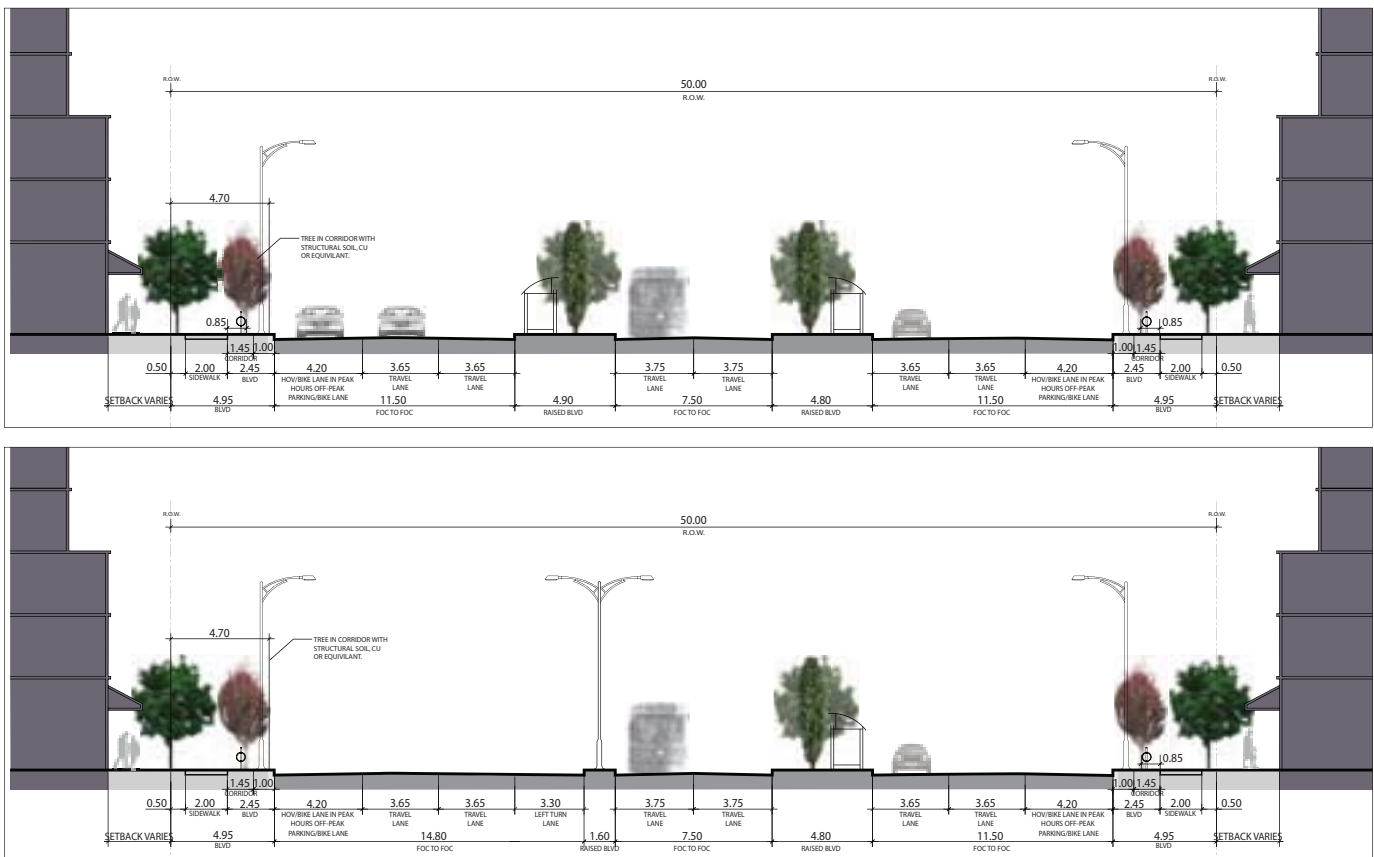 R.O.W.
R.O.W.
50.00
R.O.W.
4.70
TREE IN CORRIDOR WITH
STRUCTURAL SOIL, CU
OR EQUIVILANT.
0.85
0.85
1.45 1.00
1.00 1.45
CORRIDOR
CORRIDOR
0.50 2.00 2.45 4.20 3.65 3.65 3.75 3.75 3.65 3.65 4.20 2.45 2.00 0.50
SIDEWALK BLVD HOV/BIKE LANE IN PEAK TRAVEL TRAVEL TRAVEL TRAVEL TRAVEL TRAVEL HOV/BIKE LANE IN PEAK BLVD SIDEWALK
HOURS OFF-PEAK LANE LANE LANE LANE LANE LANE HOURS OFF-PEAK
PARKING/BIKE LANE PARKING/BIKE LANE
SETBACK VARIES 4.95 11.50 4.90 7.50 4.80 11.50 4.95 SETBACK VARIES
BLVD FOC TO FOC RAISED BLVD FOC TO FOC RAISED BLVD FOC TO FOC BLVD
R.O.W.
R.O.W.
50.00
R.O.W.
4.70
TREE IN CORRIDOR WITH
STRUCTURAL SOIL, CU
OR EQUIVILANT.
0.85
1.45 1.00
1.00 1.45
CORRIDOR
CORRIDOR
0.50 2.00 2.45 4.20 3.65 3.65 3.30 3.75 3.75 3.65 3.65 4.20 2.45 2.00 0.50
SIDEWALK BLVD HOV/BIKE LANE IN PEAK TRAVEL TRAVEL LEFT TURN TRAVEL TRAVEL TRAVEL TRAVEL HOV/BIKE LANE IN PEAK BLVD SIDEWALK
HOURS OFF-PEAK LANE LANE LANE LANE LANE LANE LANE HOURS OFF-PEAK
PARKING/BIKE LANE PARKING/BIKE LANE
SETBACK VARIES 4.95 14.80 1.60 7.50 4.80 11.50 4.95 SETBACK VARIES
BLVD FOC TO FOC RAISED BLVD FOC TO FOC RAISED BLVD FOC TO FOC BLVD